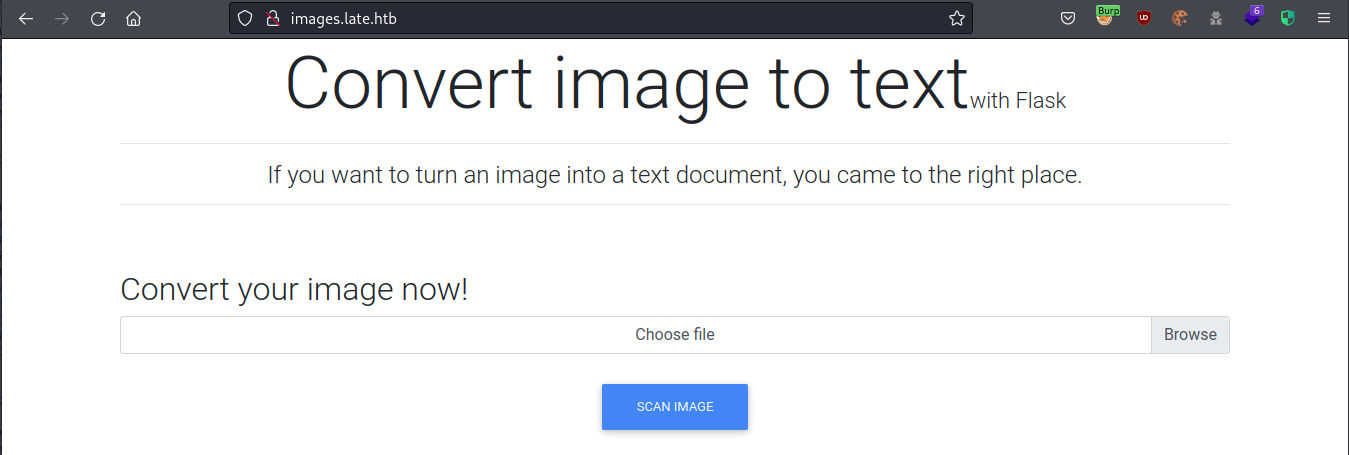 images.late.htb
Burp
6
Convert image to text with Flask
If you want to turn an image into a text document, you came to the right place.
Convert your image now!
Choose file
Browse
SCAN IMAGE